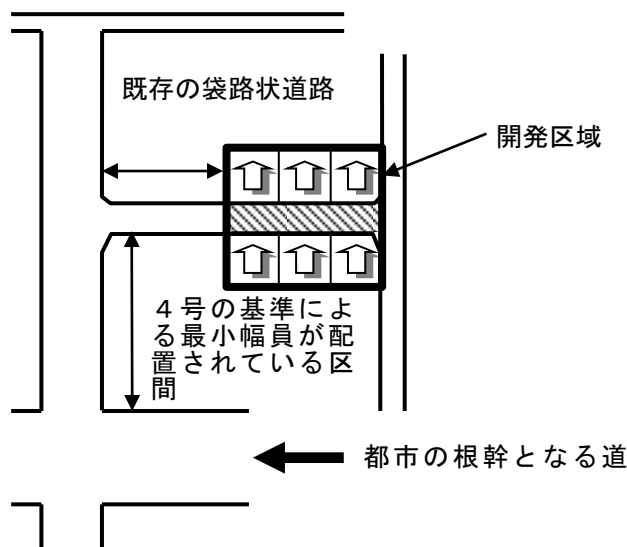 既存の袋路状道路
開発区域
４号の基準によ
る最小幅員が配
置されている区
間
都市の根幹となる道